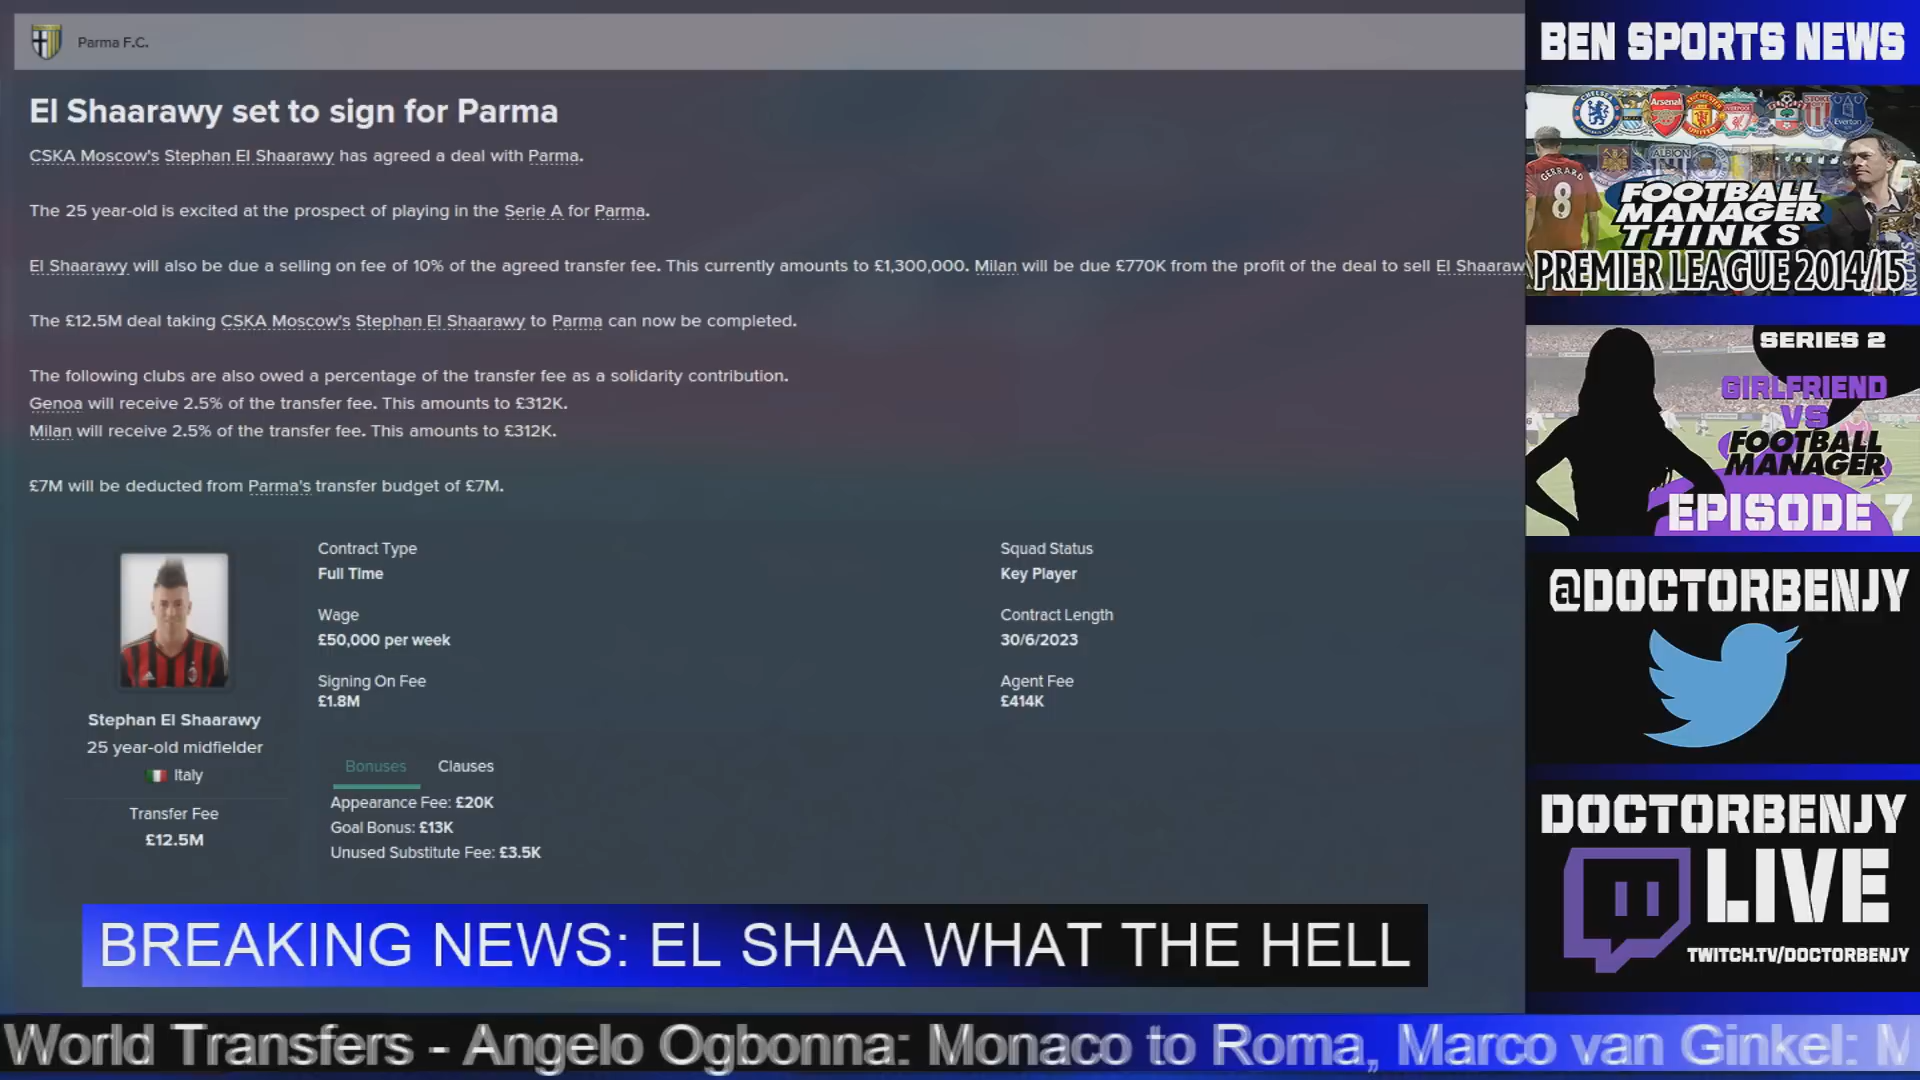 Parma F.C.
El Shaarawy set to sign for Parma
CSKA Moscow's Stephan El Shaarawy has agreed a deal with Parma.
The 25 year-old is excited at the prospect of playing in the Serie A for Parma.
El Shaarawy will also be due a selling on fee of 10% of the agreed transfer fee. This currently amounts to £1,300,000. Milan will be due £770K from the profit of the deal to sell El Shaaraw
The £12.5M deal taking CSKA Moscow's Stephan El Shaarawy to Parma can now be completed.
The following clubs are also owed a percentage of the transfer fee as a solidarity contribution.
Genoa will receive 2.5% of the transfer fee. This amounts to £312K.
Milan will receive 2.5% of the transfer fee. This amounts to £312K.
£7M will be deducted from Parma's transfer budget of £7M.
Stephan El Shaarawy
25 year-old midfielder
Italy
Transfer Fee
£12.5M
Contract Type
Full Time
Wage
£50,000 per week
Signing On Fee
£1.8M
Squad Status
Key Player
Contract Length
30/6/2023
Agent Fee
£414K
Bonuses Clauses
Appearance Fee: £20K
Goal Bonus: £13K
Unused Substitute Fee: £3.5K
BREAKING NEWS: EL SHAA WHAT THE HELL
World Transfers - Angelo Ogbonna: Monaco to Roma, Marco van Ginkel: M
BEN SPORTS NEWS
CHELSEA
Arsenal
STOKE
Everton
ALBION
GERRARD
8
FOOTBALL
MANAGER
THINKS
PREMIER LEAGUE 2014/15
SERIES 2
GIRLFRIEND
VS
FOOTBALL
MANAGER
EPISODE 7
@DOCTORBENJY
DOCTORBENJY
LIVE
TWITCH.TV/DOCTORBENJY